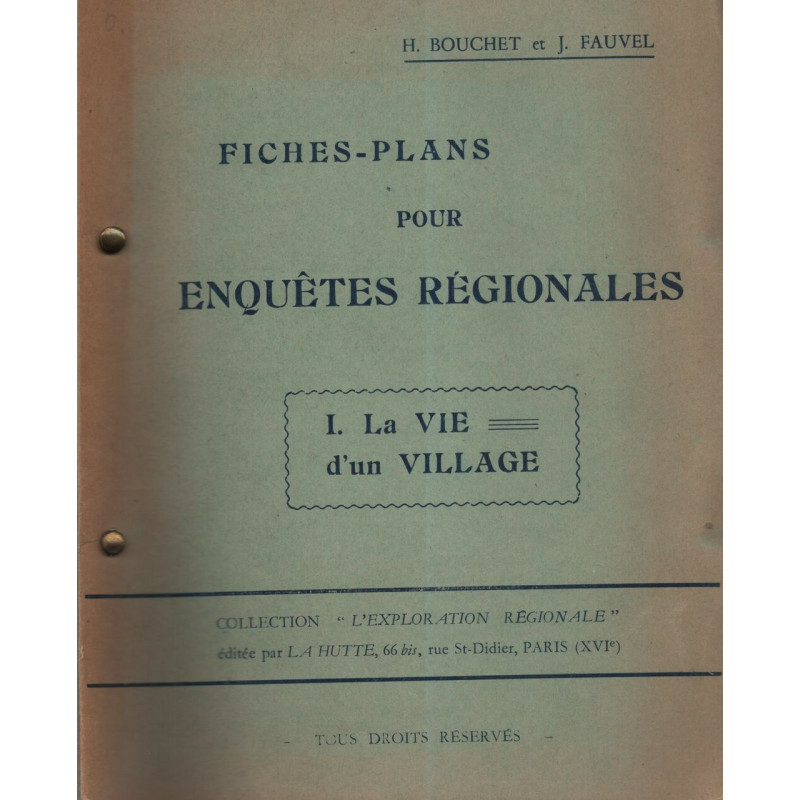 H. BOUCHET et J. FAUVEL
FICHES-PLANS
POUR
ENQUÊTES RÉGIONALES
I. La VIE
d'un VILLAGE
COLLECTION “ L'EXPLORATION RÉGIONALE ”
éditée par LA HUTTE, 66 bis, rue St-Didier, PARIS (XVIe)
- TOUS DROITS RÉSERVÉS -